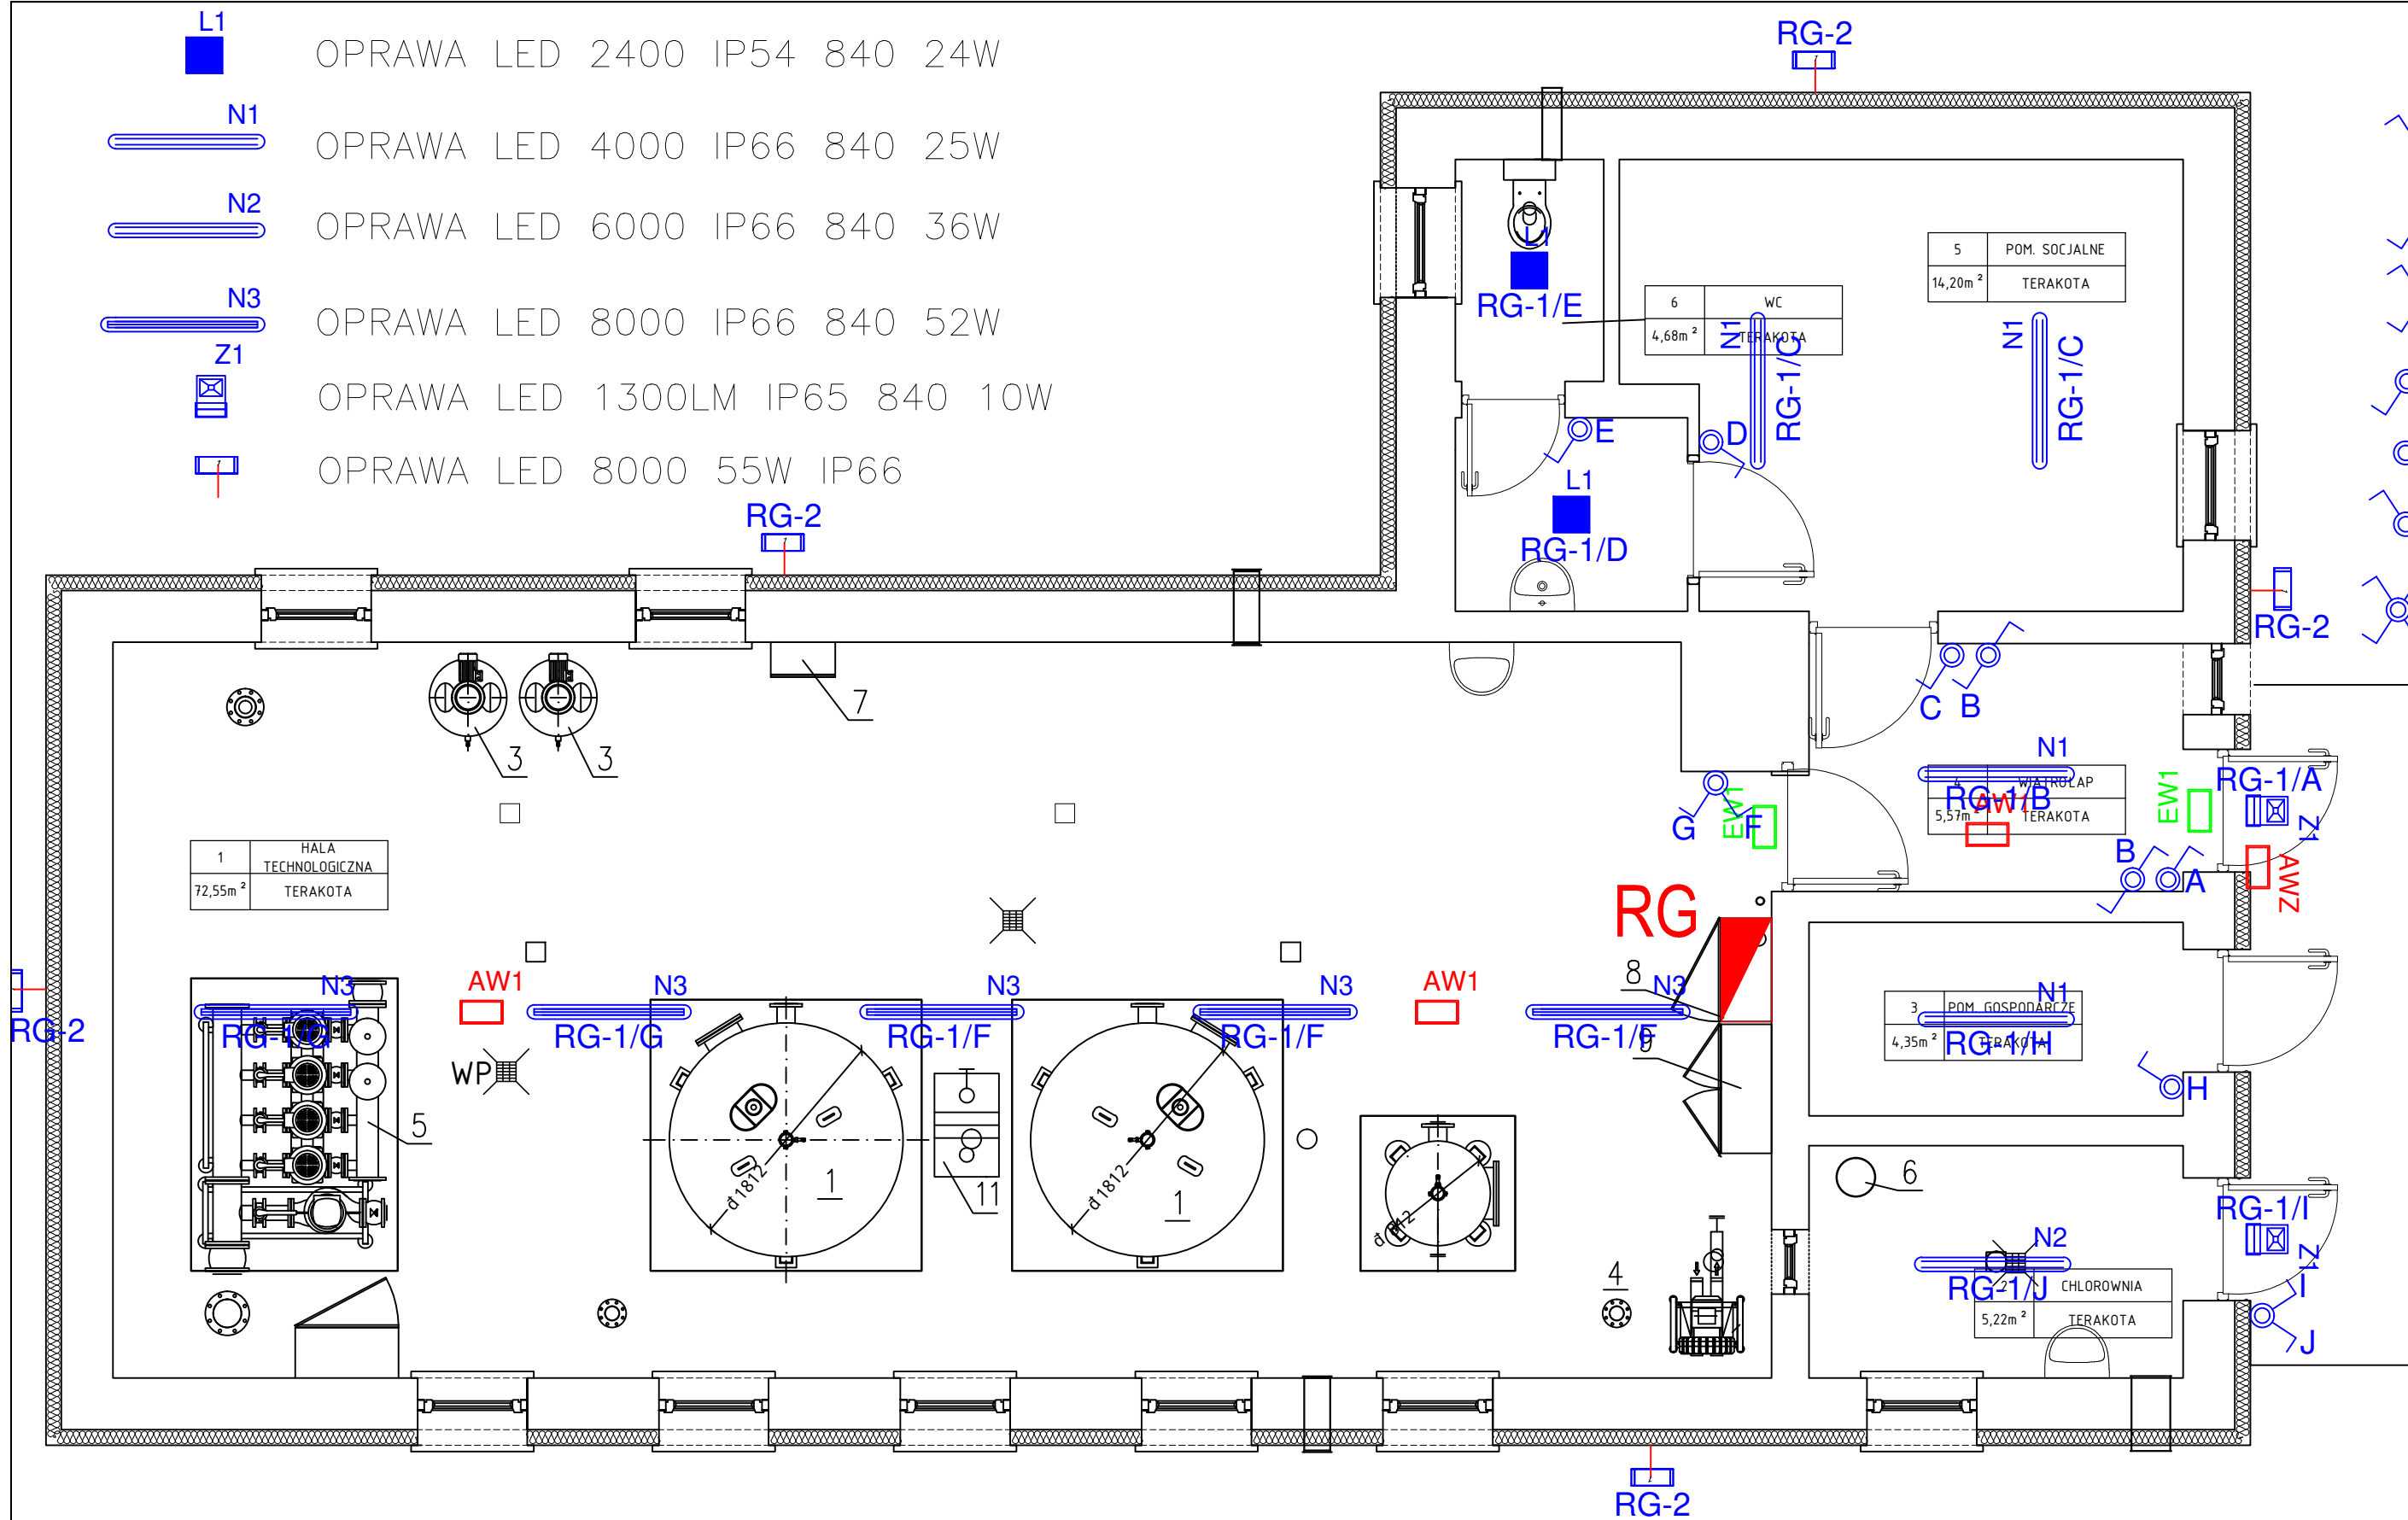 L1
OPRAWA LED 2400 IP54 840 24W
N1
OPRAWA LED 4000 IP66 840 25W
N2
OPRAWA LED 6000 IP66 840 36W
N3
OPRAWA LED 8000 IP66 840 52W
Z1
OPRAWA LED 1300LM IP65 840 10W
OPRAWA LED 8000 55W IP66
RG-2
RG-2
L1
RG-1/E
6 WC
4,68m² TERAKOTA
5 POM. SOCJALNE
14,20m² TERAKOTA
N1
RG-1/C
N1
RG-1/C
E
D
L1
RG-1/D
RG-2
C
B
7
3
3
N1
4 WIATROŁAP
RG-1/B
5,57m² TERAKOTA
AW1
EW1
RG-1/A
Z1
G
F
EW1
B
A
AWZ
1 HALA TECHNOLOGICZNA
72,55m² TERAKOTA
RG
8
9
N3
RG-1/G
AW1
N3
RG-1/G
N3
RG-1/F
N3
RG-1/F
AW1
N3
RG-1/F
RG-2
WP
3 POM. GOSPODARCZE
4,35m² TERAKOTA
N1
RG-1/H
H
5
đ1812
1
11
đ1812
1
6
4
N2
RG-1/J
2 CHLOROWNIA
5,22m² TERAKOTA
RG-1/I
Z1
I
J
RG-2